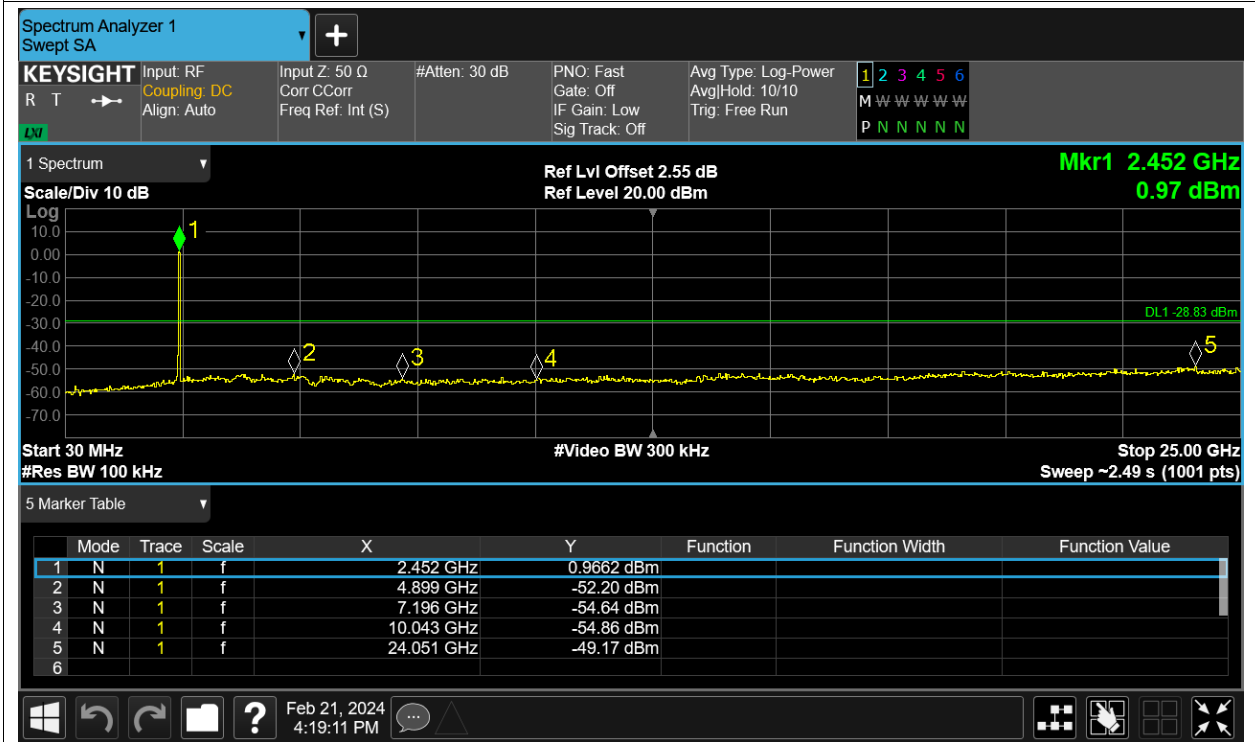 Spectrum Analyzer 1
Swept SA
+
KEYSIGHT Input: RF Input Z: 50 Ω #Atten: 30 dB PNO: Fast Avg Type: Log-Power 1 2 3 4 5 6
R T Coupling: DC Corr CCorr Gate: Off Avg|Hold: 10/10 M W W W W W
Align: Auto Freq Ref: Int (S) IF Gain: Low Trig: Free Run
LXI Sig Track: Off P N N N N N
1 Spectrum Ref Lvl Offset 2.55 dB Mkr1 2.452 GHz
Scale/Div 10 dB Ref Level 20.00 dBm 0.97 dBm
Log
10.0 1
0.00
-10.0
-20.0
DL1 -28.83 dBm
-30.0
-40.0 2 3 4 5
-50.0
-60.0
-70.0
Start 30 MHz #Video BW 300 kHz Stop 25.00 GHz
#Res BW 100 kHz Sweep ~2.49 s (1001 pts)
5 Marker Table
Mode Trace Scale X Y Function Function Width Function Value
1 N 1 f 2.452 GHz 0.9662 dBm
2 N 1 f 4.899 GHz -52.20 dBm
3 N 1 f 7.196 GHz -54.64 dBm
4 N 1 f 10.043 GHz -54.86 dBm
5 N 1 f 24.051 GHz -49.17 dBm
6
? Feb 21, 2024
4:19:11 PM